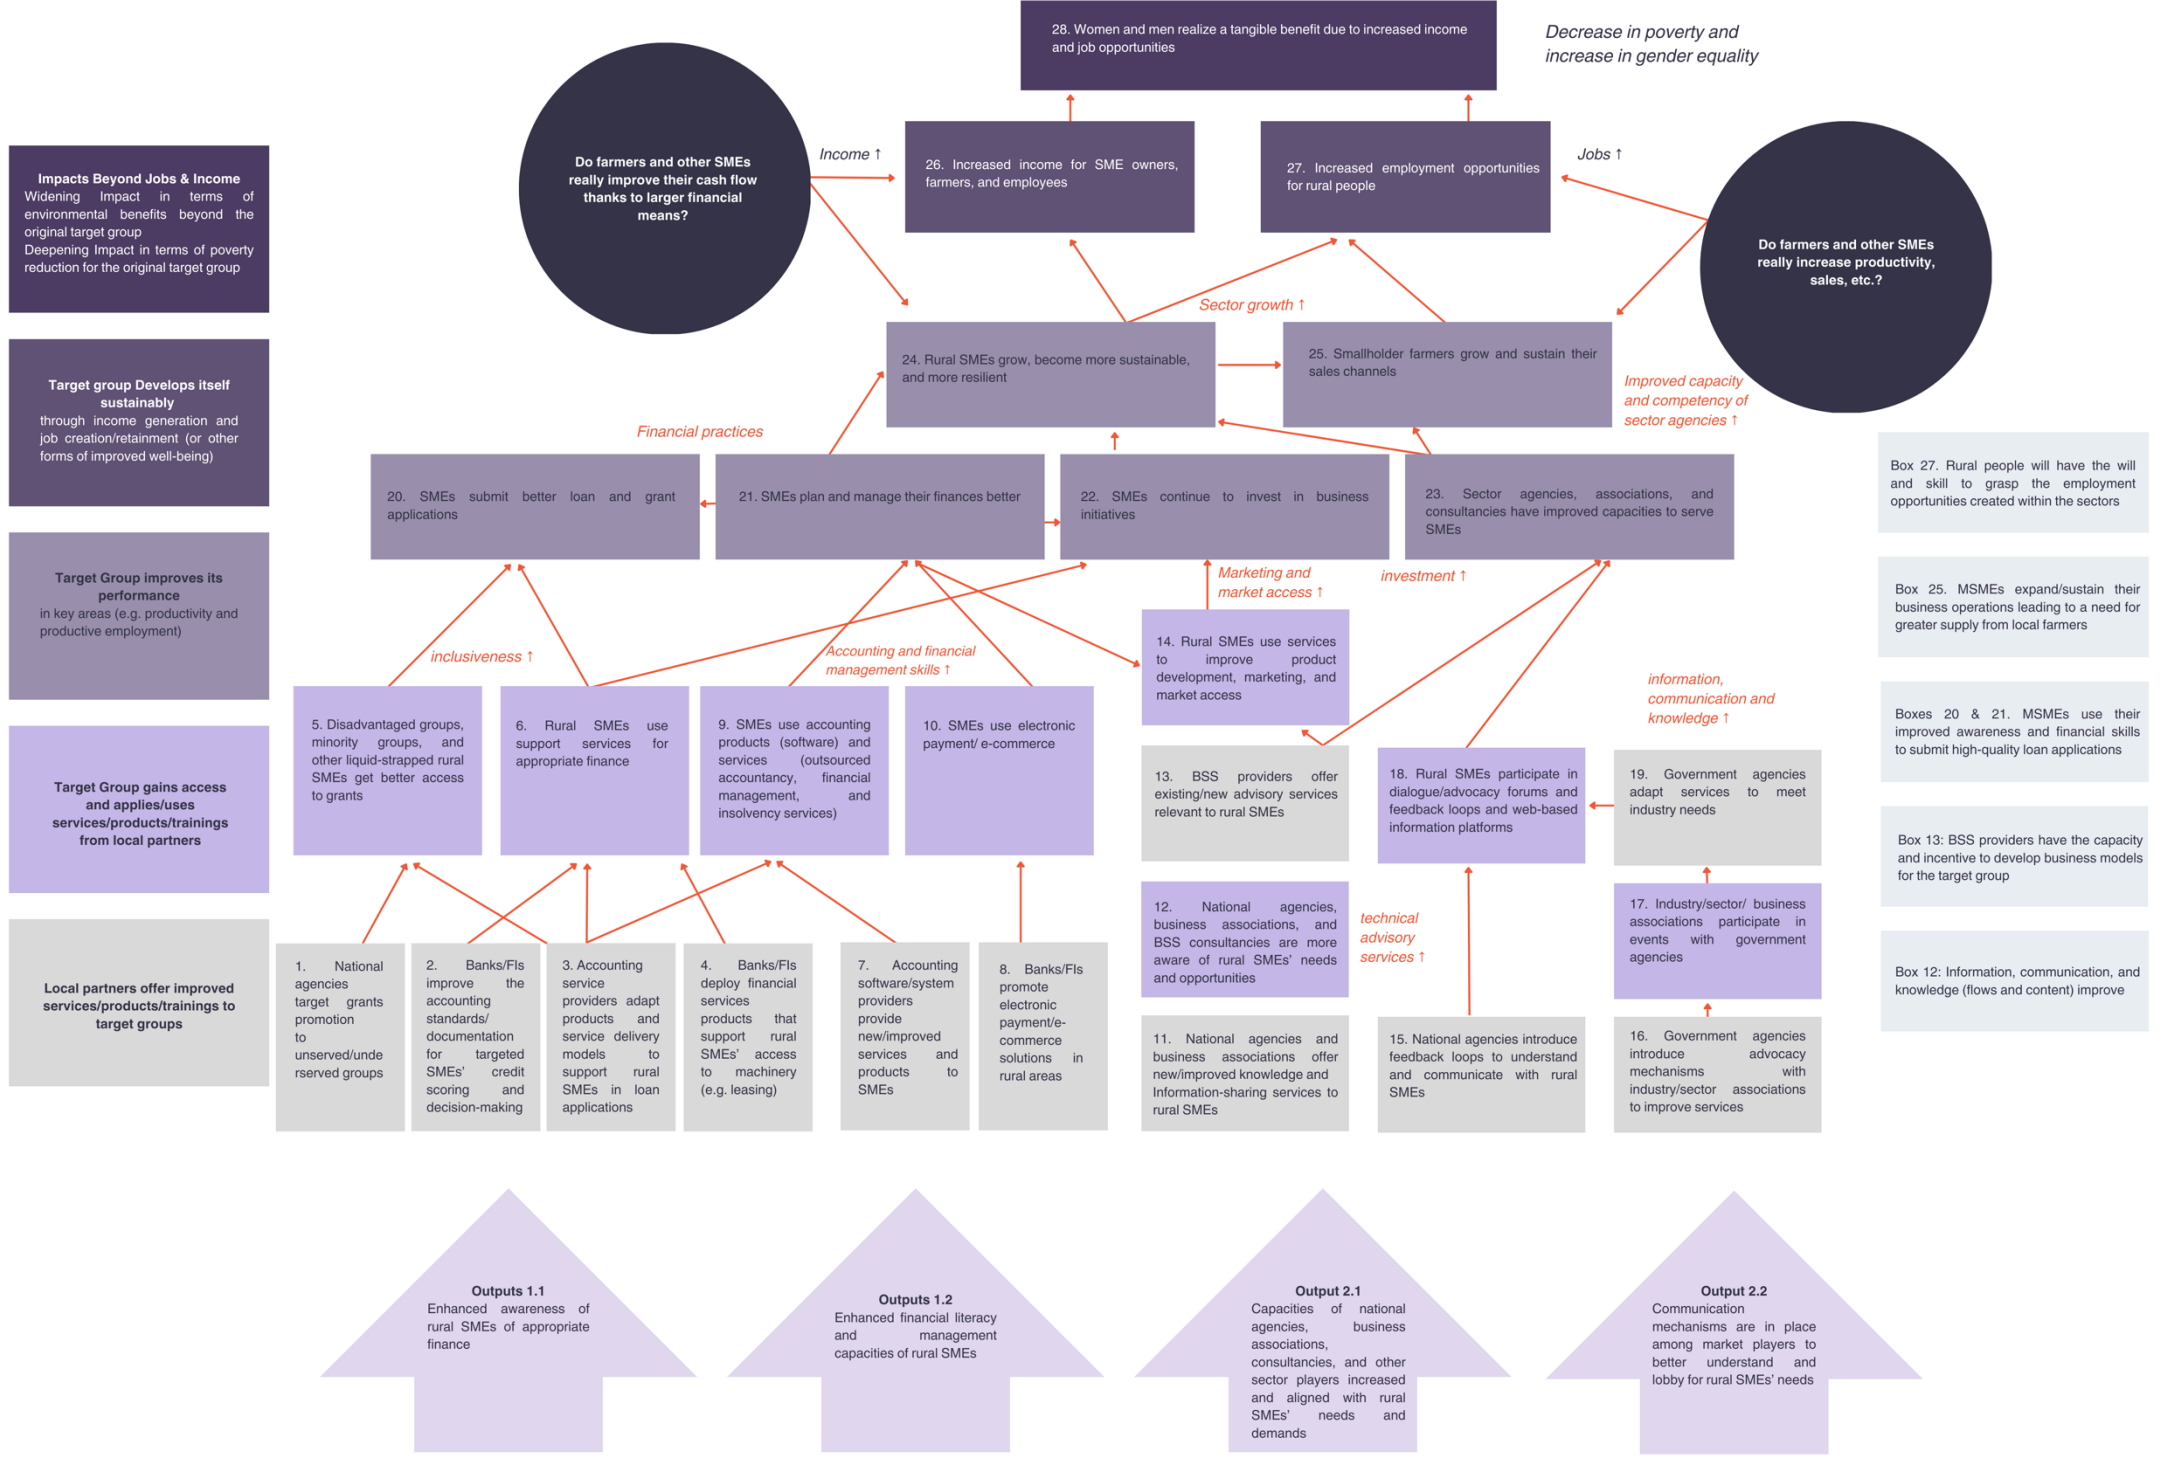 28. Women and men realize a tangible benefit due to increased income
and job opportunities
Decrease in poverty and
increase in gender equality
Impacts Beyond Jobs & Income
Widening Impact in terms of
environmental benefits beyond the
original target group
Deepening Impact in terms of poverty
reduction for the original target group
Target group Develops itself
sustainably
through income generation and
job creation/retainment (or other
forms of improved well-being)
Target Group improves its
performance
in key areas (e.g. productivity and
productive employment)
Target Group gains access
and applies/uses
services/products/trainings
from local partners
Local partners offer improved
services/products/trainings to
target groups
Do farmers and other SMEs
really improve their cash flow
thanks to larger financial
means?
Income ↑
26. Increased income for SME owners,
farmers, and employees
27. Increased employment opportunities
for rural people
Jobs ↑
Do farmers and other SMEs
really increase productivity,
sales, etc.?
Sector growth ↑
24. Rural SMEs grow, become more sustainable,
and more resilient
25. Smallholder farmers grow and sustain their
sales channels
Improved capacity
and competency of
sector agencies ↑
Financial practices
20. SMEs submit better loan and grant
applications
21. SMEs plan and manage their finances better
22. SMEs continue to invest in business
initiatives
23. Sector agencies, associations, and
consultancies have improved capacities to serve
SMEs
Marketing and
market access ↑
investment ↑
inclusiveness ↑
Accounting and financial
management skills ↑
14. Rural SMEs use services
to improve product
development, marketing, and
market access
information,
communication and
knowledge ↑
5. Disadvantaged groups,
minority groups, and
other liquid-strapped rural
SMEs get better access
to grants
6. Rural SMEs use
support services for
appropriate finance
9. SMEs use accounting
products (software) and
services (outsourced
accountancy, financial
management, and
insolvency services)
10. SMEs use electronic
payment/ e-commerce
13. BSS providers offer
existing/new advisory services
relevant to rural SMEs
18. Rural SMEs participate in
dialogue/advocacy forums and
feedback loops and web-based
information platforms
19. Government agencies
adapt services to meet
industry needs
12. National agencies,
business associations, and
BSS consultancies are more
aware of rural SMEs' needs
and opportunities
technical
advisory
services ↑
17. Industry/sector/ business
associations participate in
events with government
agencies
1. National
agencies
target grants
promotion
to
unserved/unde
rserved groups
2. Banks/FIs
improve the
accounting
standards/
documentation
for targeted
SMEs' credit
scoring and
decision-making
3. Accounting
service
providers adapt
products and
service delivery
models to
support rural
SMEs in loan
applications
4. Banks/FIs
deploy financial
services
products that
support rural
SMEs' access
to machinery
(e.g. leasing)
7. Accounting
software/system
providers
provide
new/improved
services and
products to
SMEs
8. Banks/FIs
promote
electronic
payment/e-
commerce
solutions in
rural areas
11. National agencies and
business associations offer
new/improved knowledge and
Information-sharing services to
rural SMEs
15. National agencies introduce
feedback loops to understand
and communicate with rural
SMEs
16. Government agencies
introduce advocacy
mechanisms with
industry/sector associations
to improve services
Box 27. Rural people will have the will
and skill to grasp the employment
opportunities created within the sectors
Box 25. MSMEs expand/sustain their
business operations leading to a need for
greater supply from local farmers
Boxes 20 & 21. MSMEs use their
improved awareness and financial skills
to submit high-quality loan applications
Box 13: BSS providers have the capacity
and incentive to develop business models
for the target group
Box 12: Information, communication, and
knowledge (flows and content) improve
Outputs 1.1
Enhanced awareness of
rural SMEs of appropriate
finance
Outputs 1.2
Enhanced financial literacy
and management
capacities of rural SMEs
Output 2.1
Capacities of national
agencies, business
associations,
consultancies, and other
sector players increased
and aligned with rural
SMEs' needs and
demands
Output 2.2
Communication
mechanisms are in place
among market players to
better understand and
lobby for rural SMEs' needs